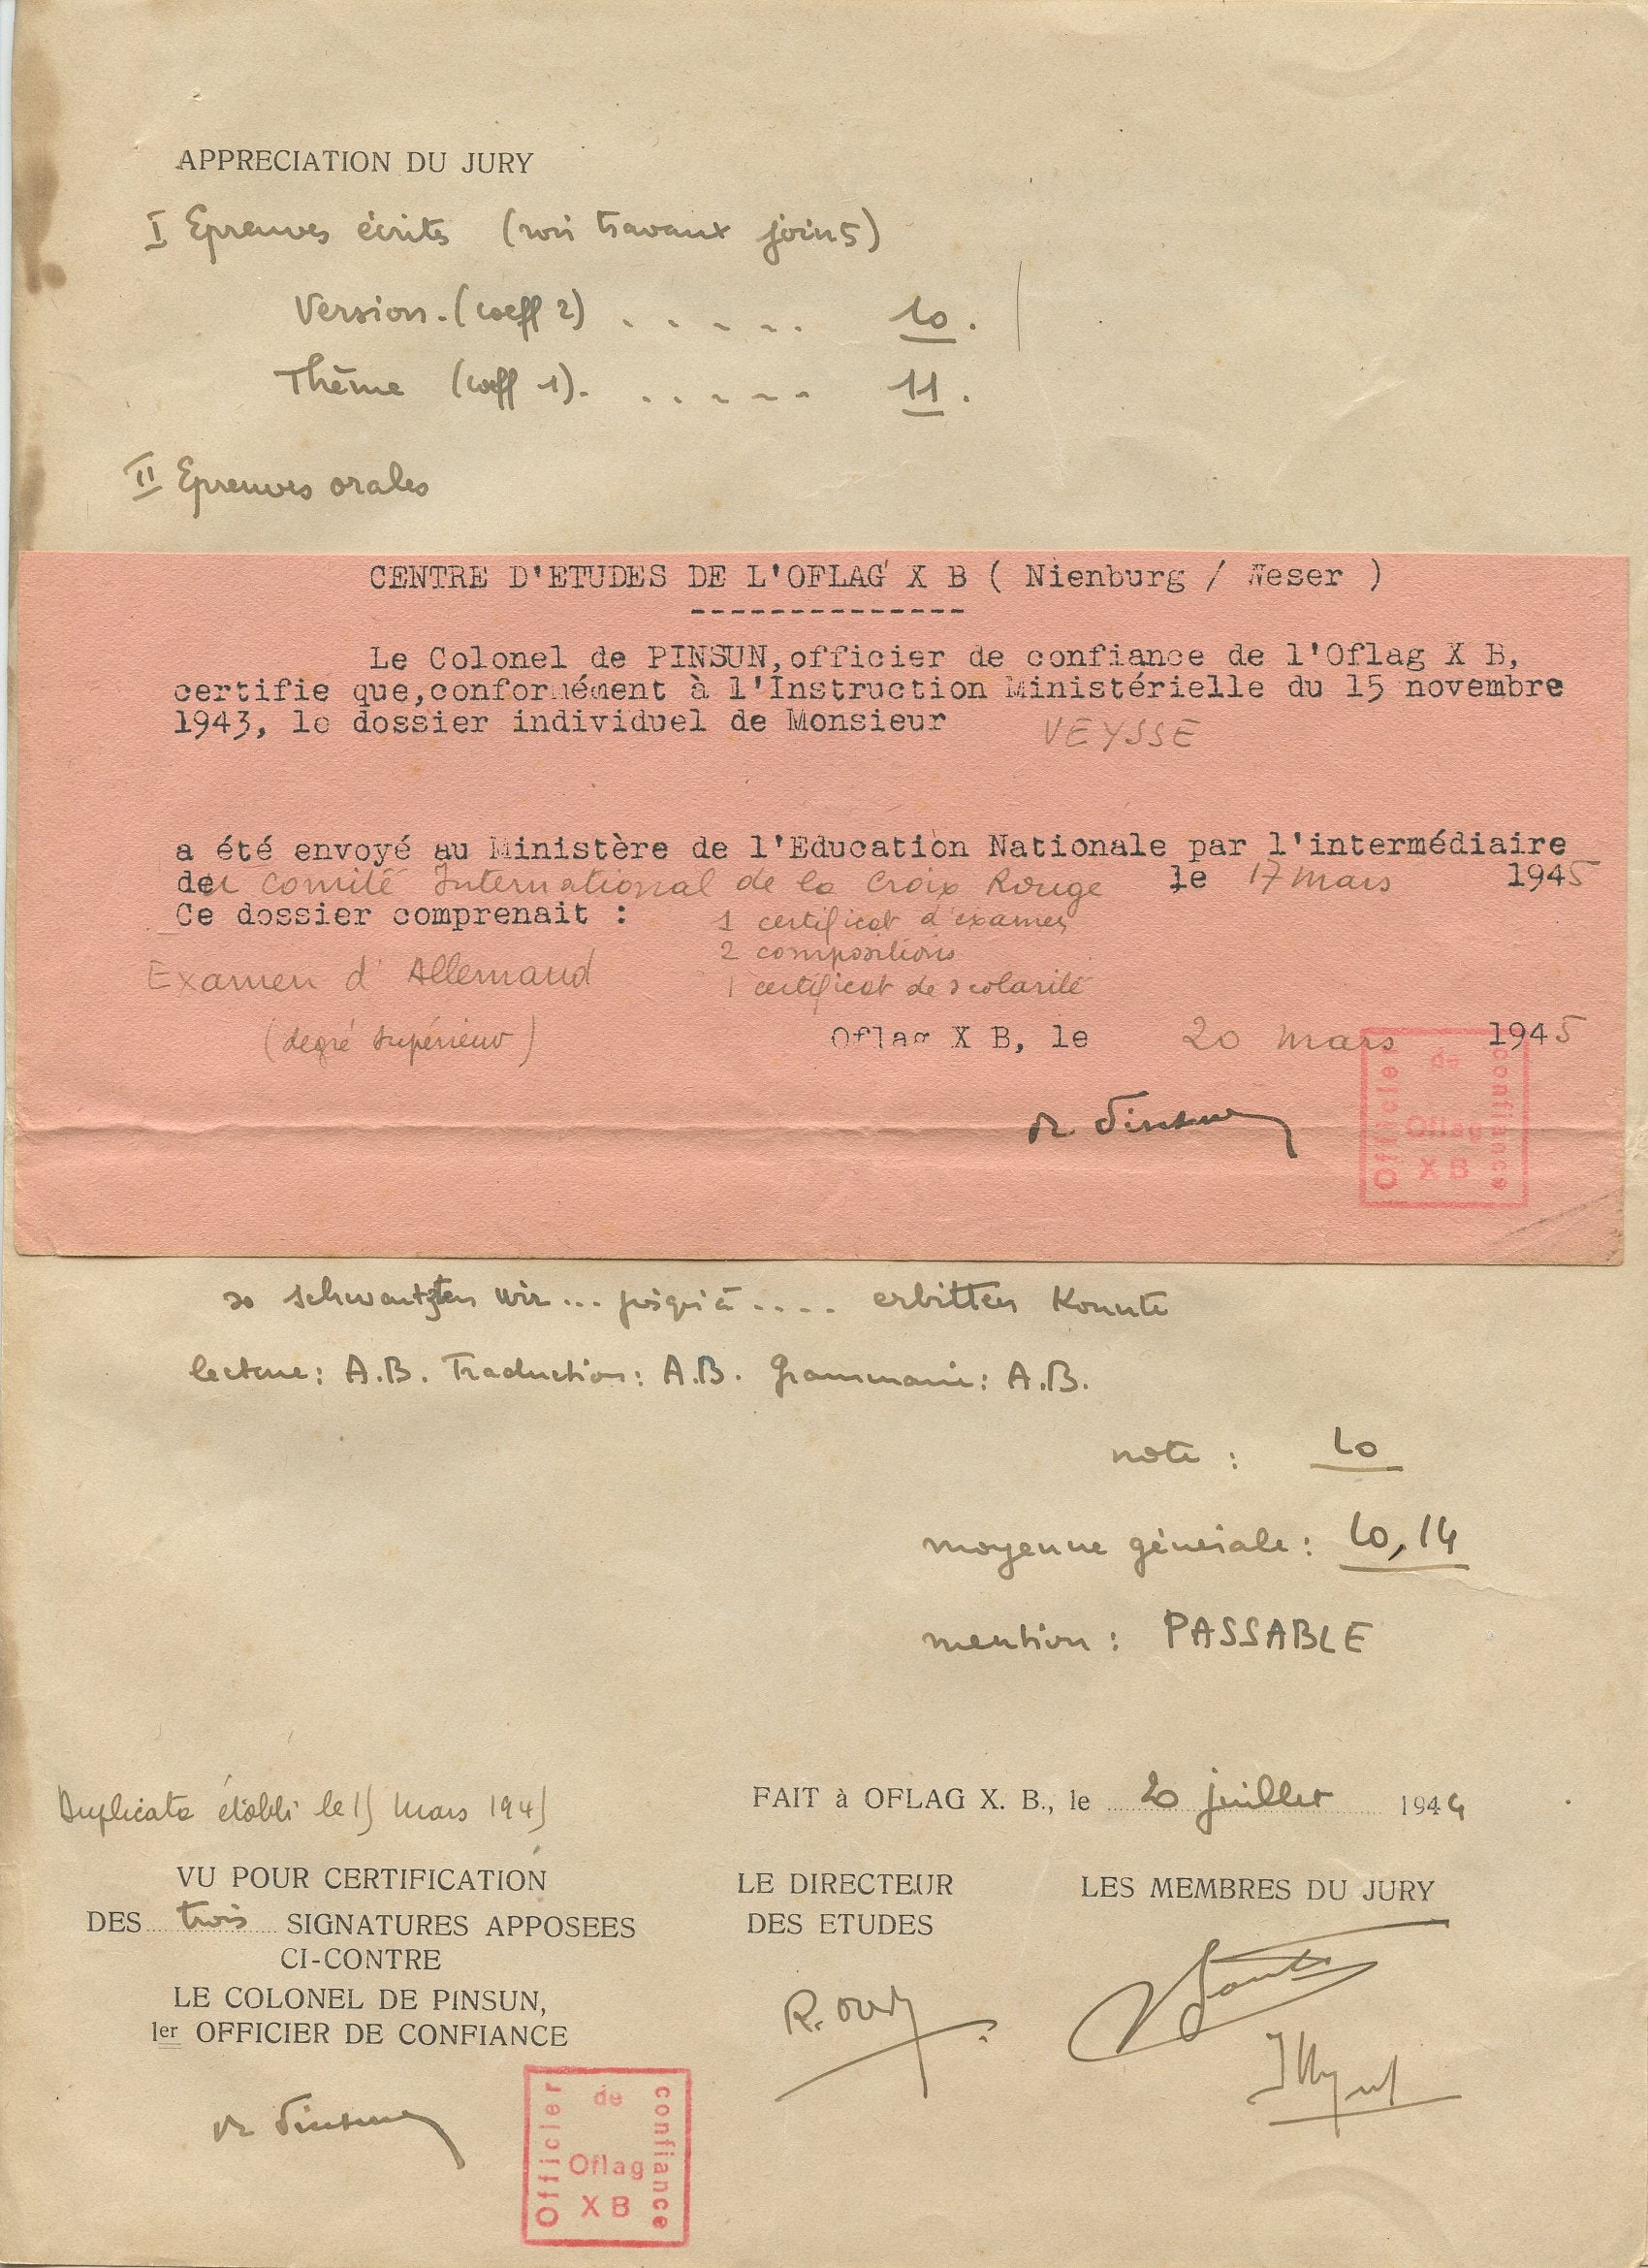 APPRECIATION DU JURY
I Epreuves écrites (voir travaux joints)
Version. (coeff 2) . . . . . 10.
Thème (coeff 1). . . . . . 11.
II Epreuves orales
CENTRE D'ETUDES DE L'OFLAG X B ( Nienburg / Weser )
--------------
Le Colonel de PINSUN, officier de confiance de l'Oflag X B,
certifie que, conformément à l'Instruction Ministérielle du 15 novembre
1943, le dossier individuel de Monsieur VEYSSE
a été envoyé au Ministère de l'Education Nationale par l'intermédiaire
deu Comité International de la Croix Rouge le 17 mars 1945
Ce dossier comprenait : 1 certificat d'examen
2 compositions
Examen d'Allemand 1 certificat de scolarité
(degré supérieur) Oflag X B, le 20 mars 1945
de Pinsun
Officier de confiance Oflag X B
so schwartzten wir ... jusqu'à .... erbitten Konnte
lecture: A.B. Traduction: A.B. Grammaire: A.B.
note : 10
moyenne générale : 10,14
mention : PASSABLE
Duplicata établi le 15 Mars 1945
FAIT à OFLAG X. B., le 20 juillet 1944
VU POUR CERTIFICATION
DES trois SIGNATURES APPOSEES
CI-CONTRE
LE COLONEL DE PINSUN,
1er OFFICIER DE CONFIANCE
LE DIRECTEUR
DES ETUDES
LES MEMBRES DU JURY
de Pinsun
Officier de confiance Oflag X B